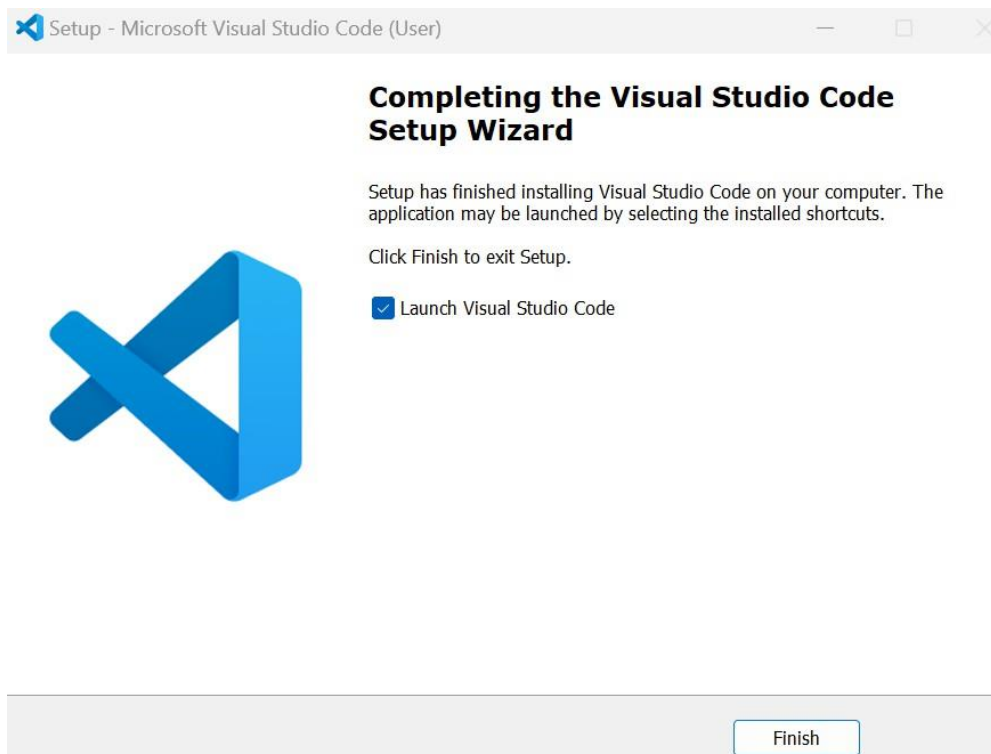 Setup - Microsoft Visual Studio Code (User)
Completing the Visual Studio Code
Setup Wizard
Setup has finished installing Visual Studio Code on your computer. The
application may be launched by selecting the installed shortcuts.
Click Finish to exit Setup.
Launch Visual Studio Code
Finish